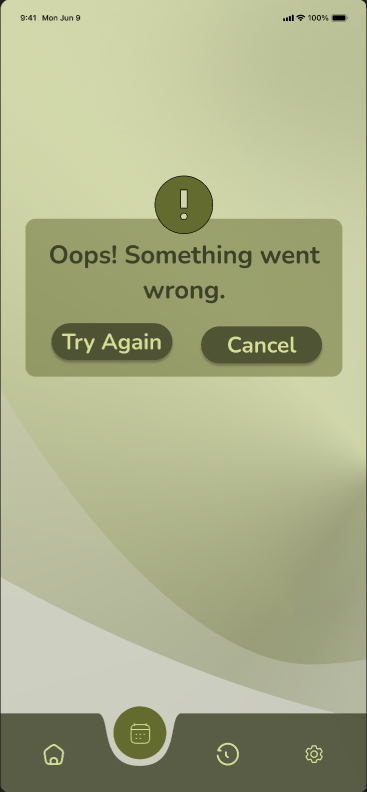 9:41 Mon Jun 9 100%
!
Oops! Something went
wrong.
Try Again Cancel